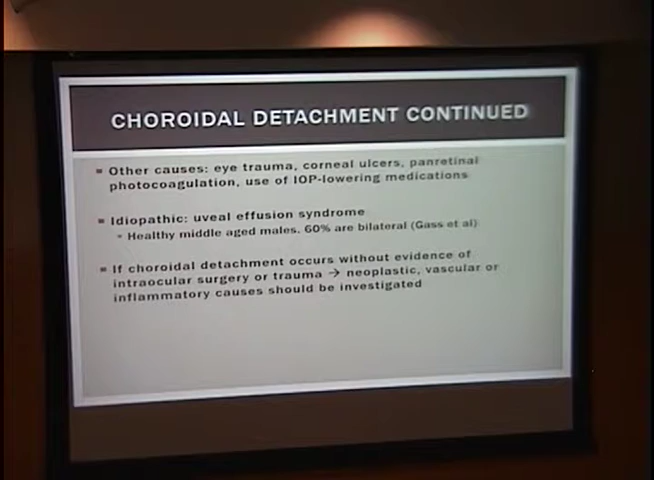 CHOROIDAL DETACHMENT CONTINUED
Other causes: eye trauma, corneal ulcers, panretinal
photocoagulation, use of IOP-lowering medications
Idiopathic: uveal effusion syndrome
- Healthy middle aged males. 60% are bilateral (Gass et al)
If choroidal detachment occurs without evidence of
intraocular surgery or trauma → neoplastic, vascular or
inflammatory causes should be investigated